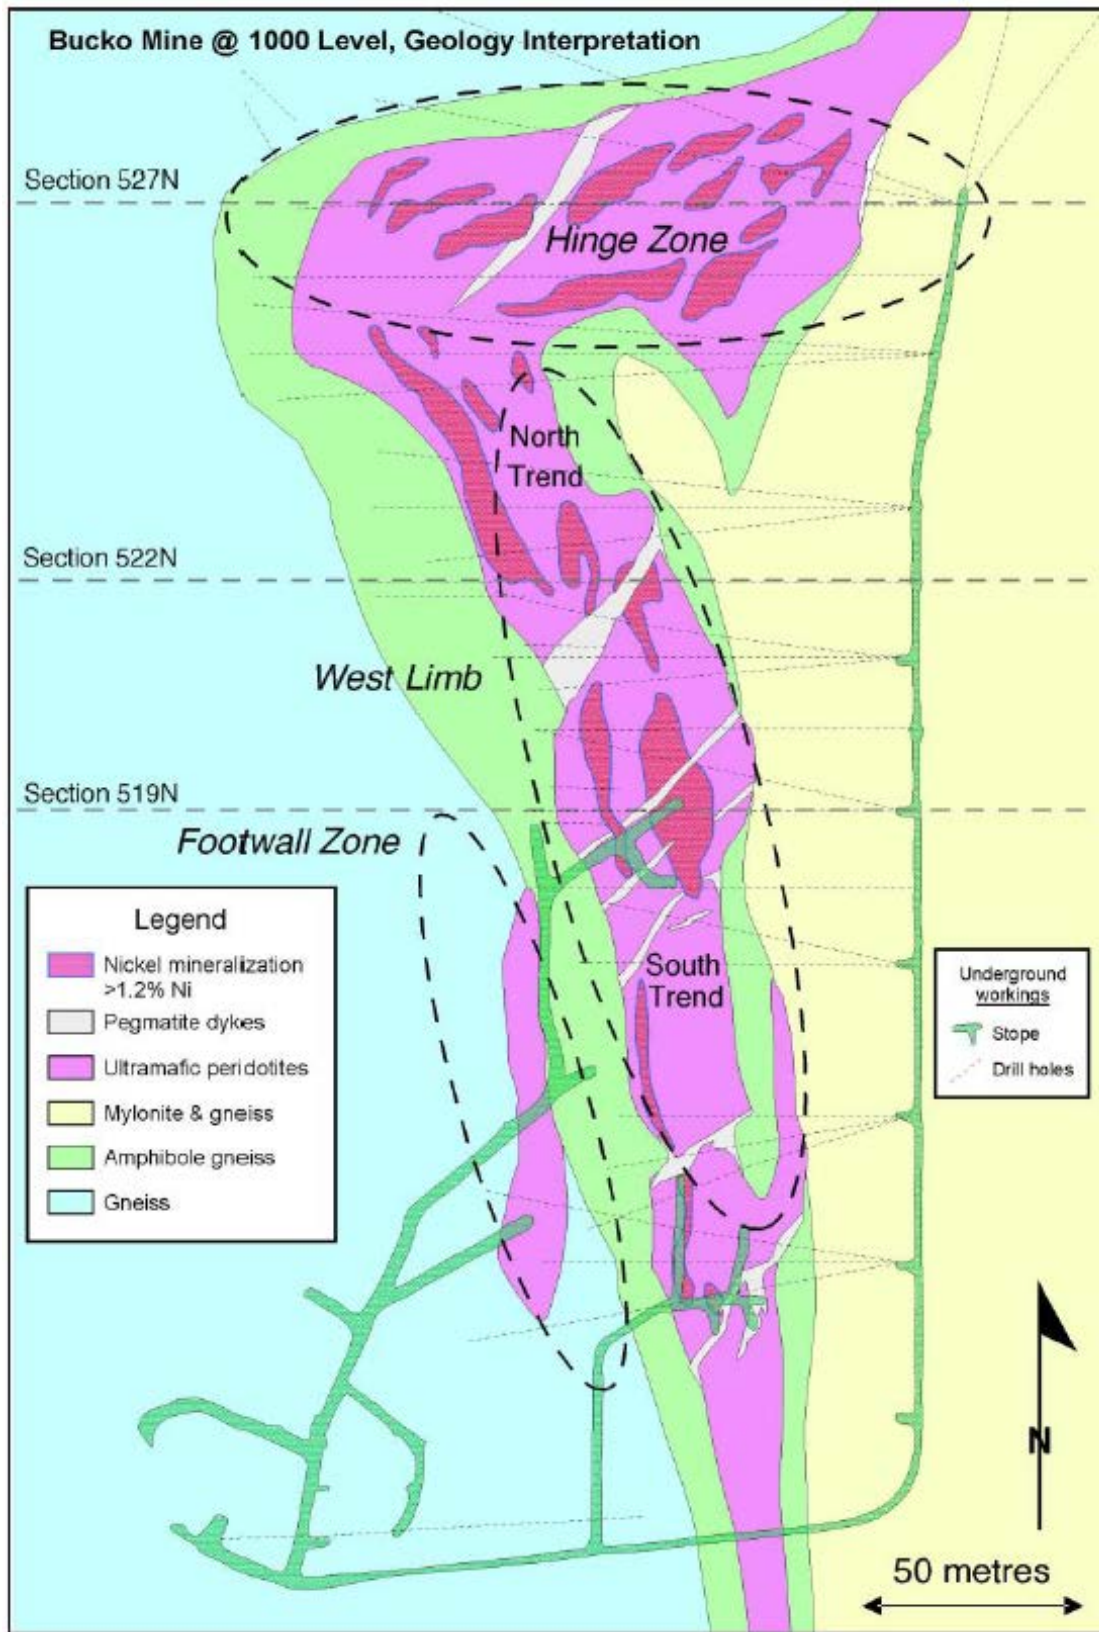 Bucko Mine @ 1000 Level, Geology Interpretation
Section 527N
Hinge Zone
North
Trend
Section 522N
West Limb
Section 519N
Footwall Zone
South
Trend
Legend
Nickel mineralization
>1.2% Ni
Pegmatite dykes
Ultramafic peridotites
Mylonite & gneiss
Amphibole gneiss
Gneiss
Underground
workings
Stope
Drill holes
N
50 metres